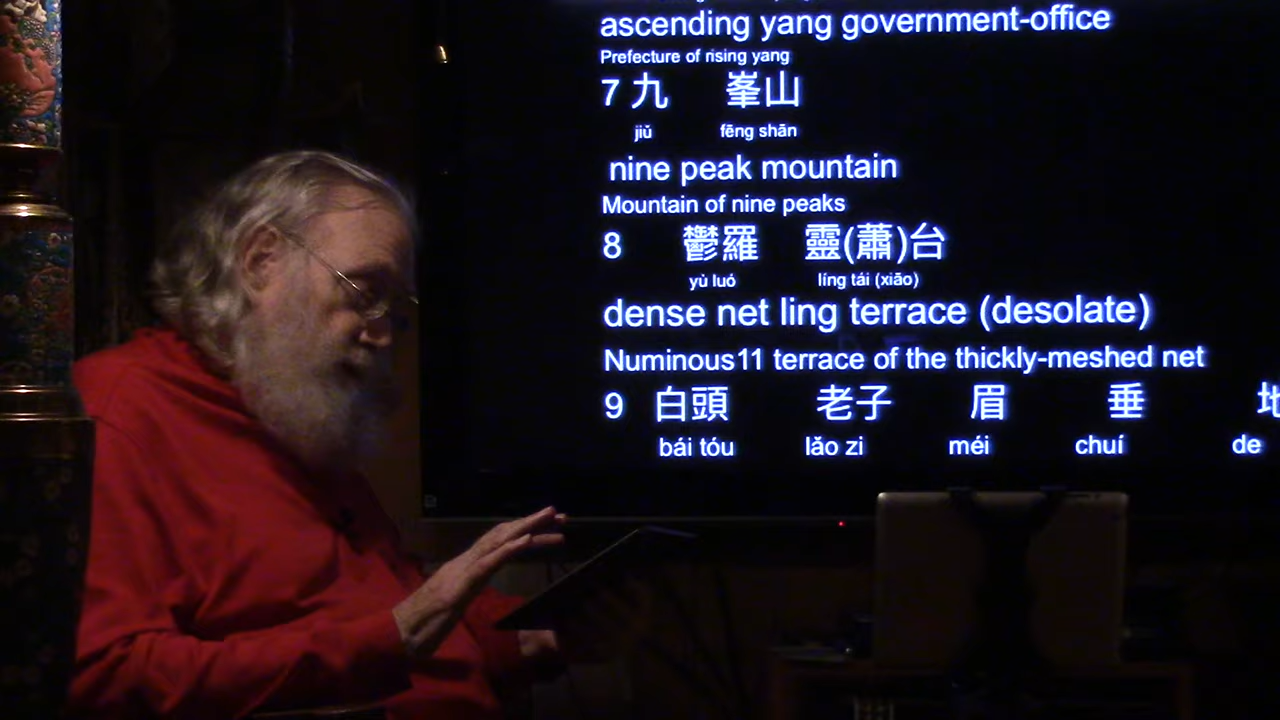 ascending yang government-office
Prefecture of rising yang
7 九 峯山
jiǔ fēng shān
nine peak mountain
Mountain of nine peaks
8 鬱羅 靈(蕭)台
yù luó líng tái (xiāo)
dense net ling terrace (desolate)
Numinous11 terrace of the thickly-meshed net
9 白頭 老子 眉 垂 地
bái tóu lǎo zi méi chuí de